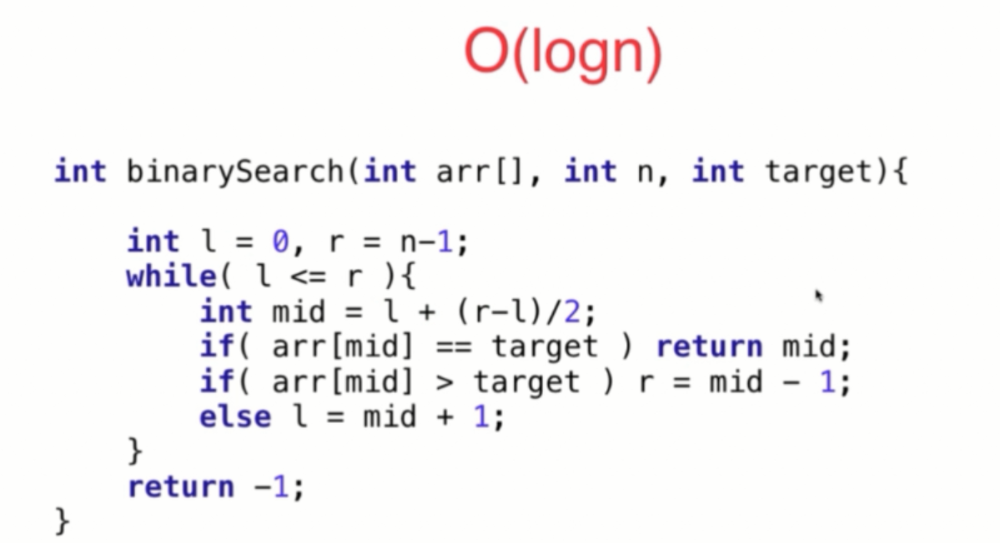 O(logn)
int binarySearch(int arr[], int n, int target){
int l = 0, r = n-1;
while( l <= r ){
int mid = l + (r-l)/2;
if( arr[mid] == target ) return mid;
if( arr[mid] > target ) r = mid - 1;
else l = mid + 1;
}
return -1;
}